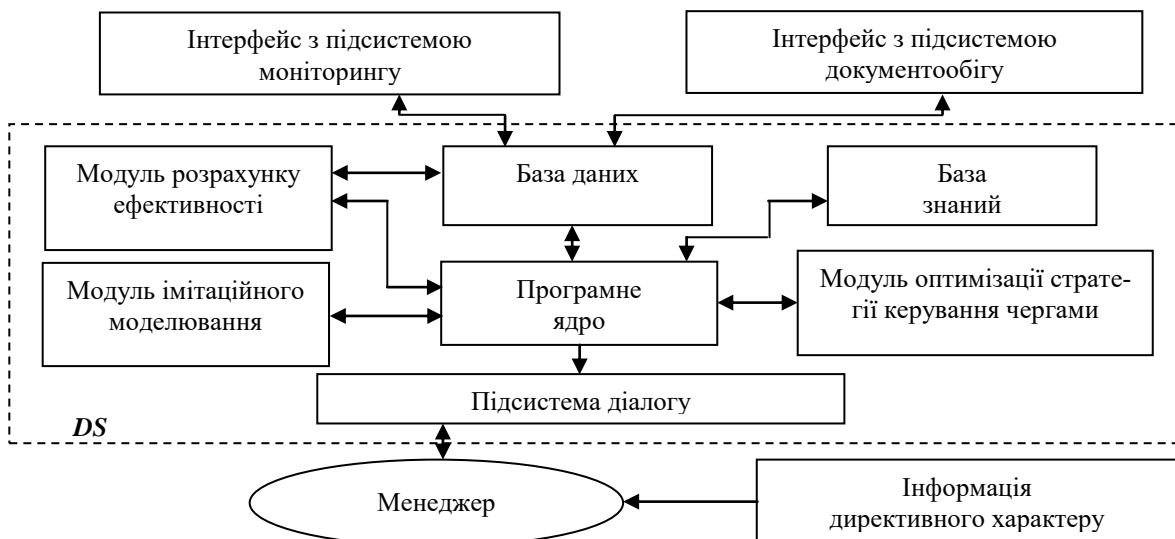 Інтерфейс з підсистемою
моніторингу
Інтерфейс з підсистемою
документообігу
Модуль розрахунку
ефективності
База даних
База
знаний
Модуль імітаційного
моделювання
Програмне
ядро
Модуль оптимізації страте-
гії керування чергами
Підсистема діалогу
DS
Менеджер
Інформація
директивного характеру